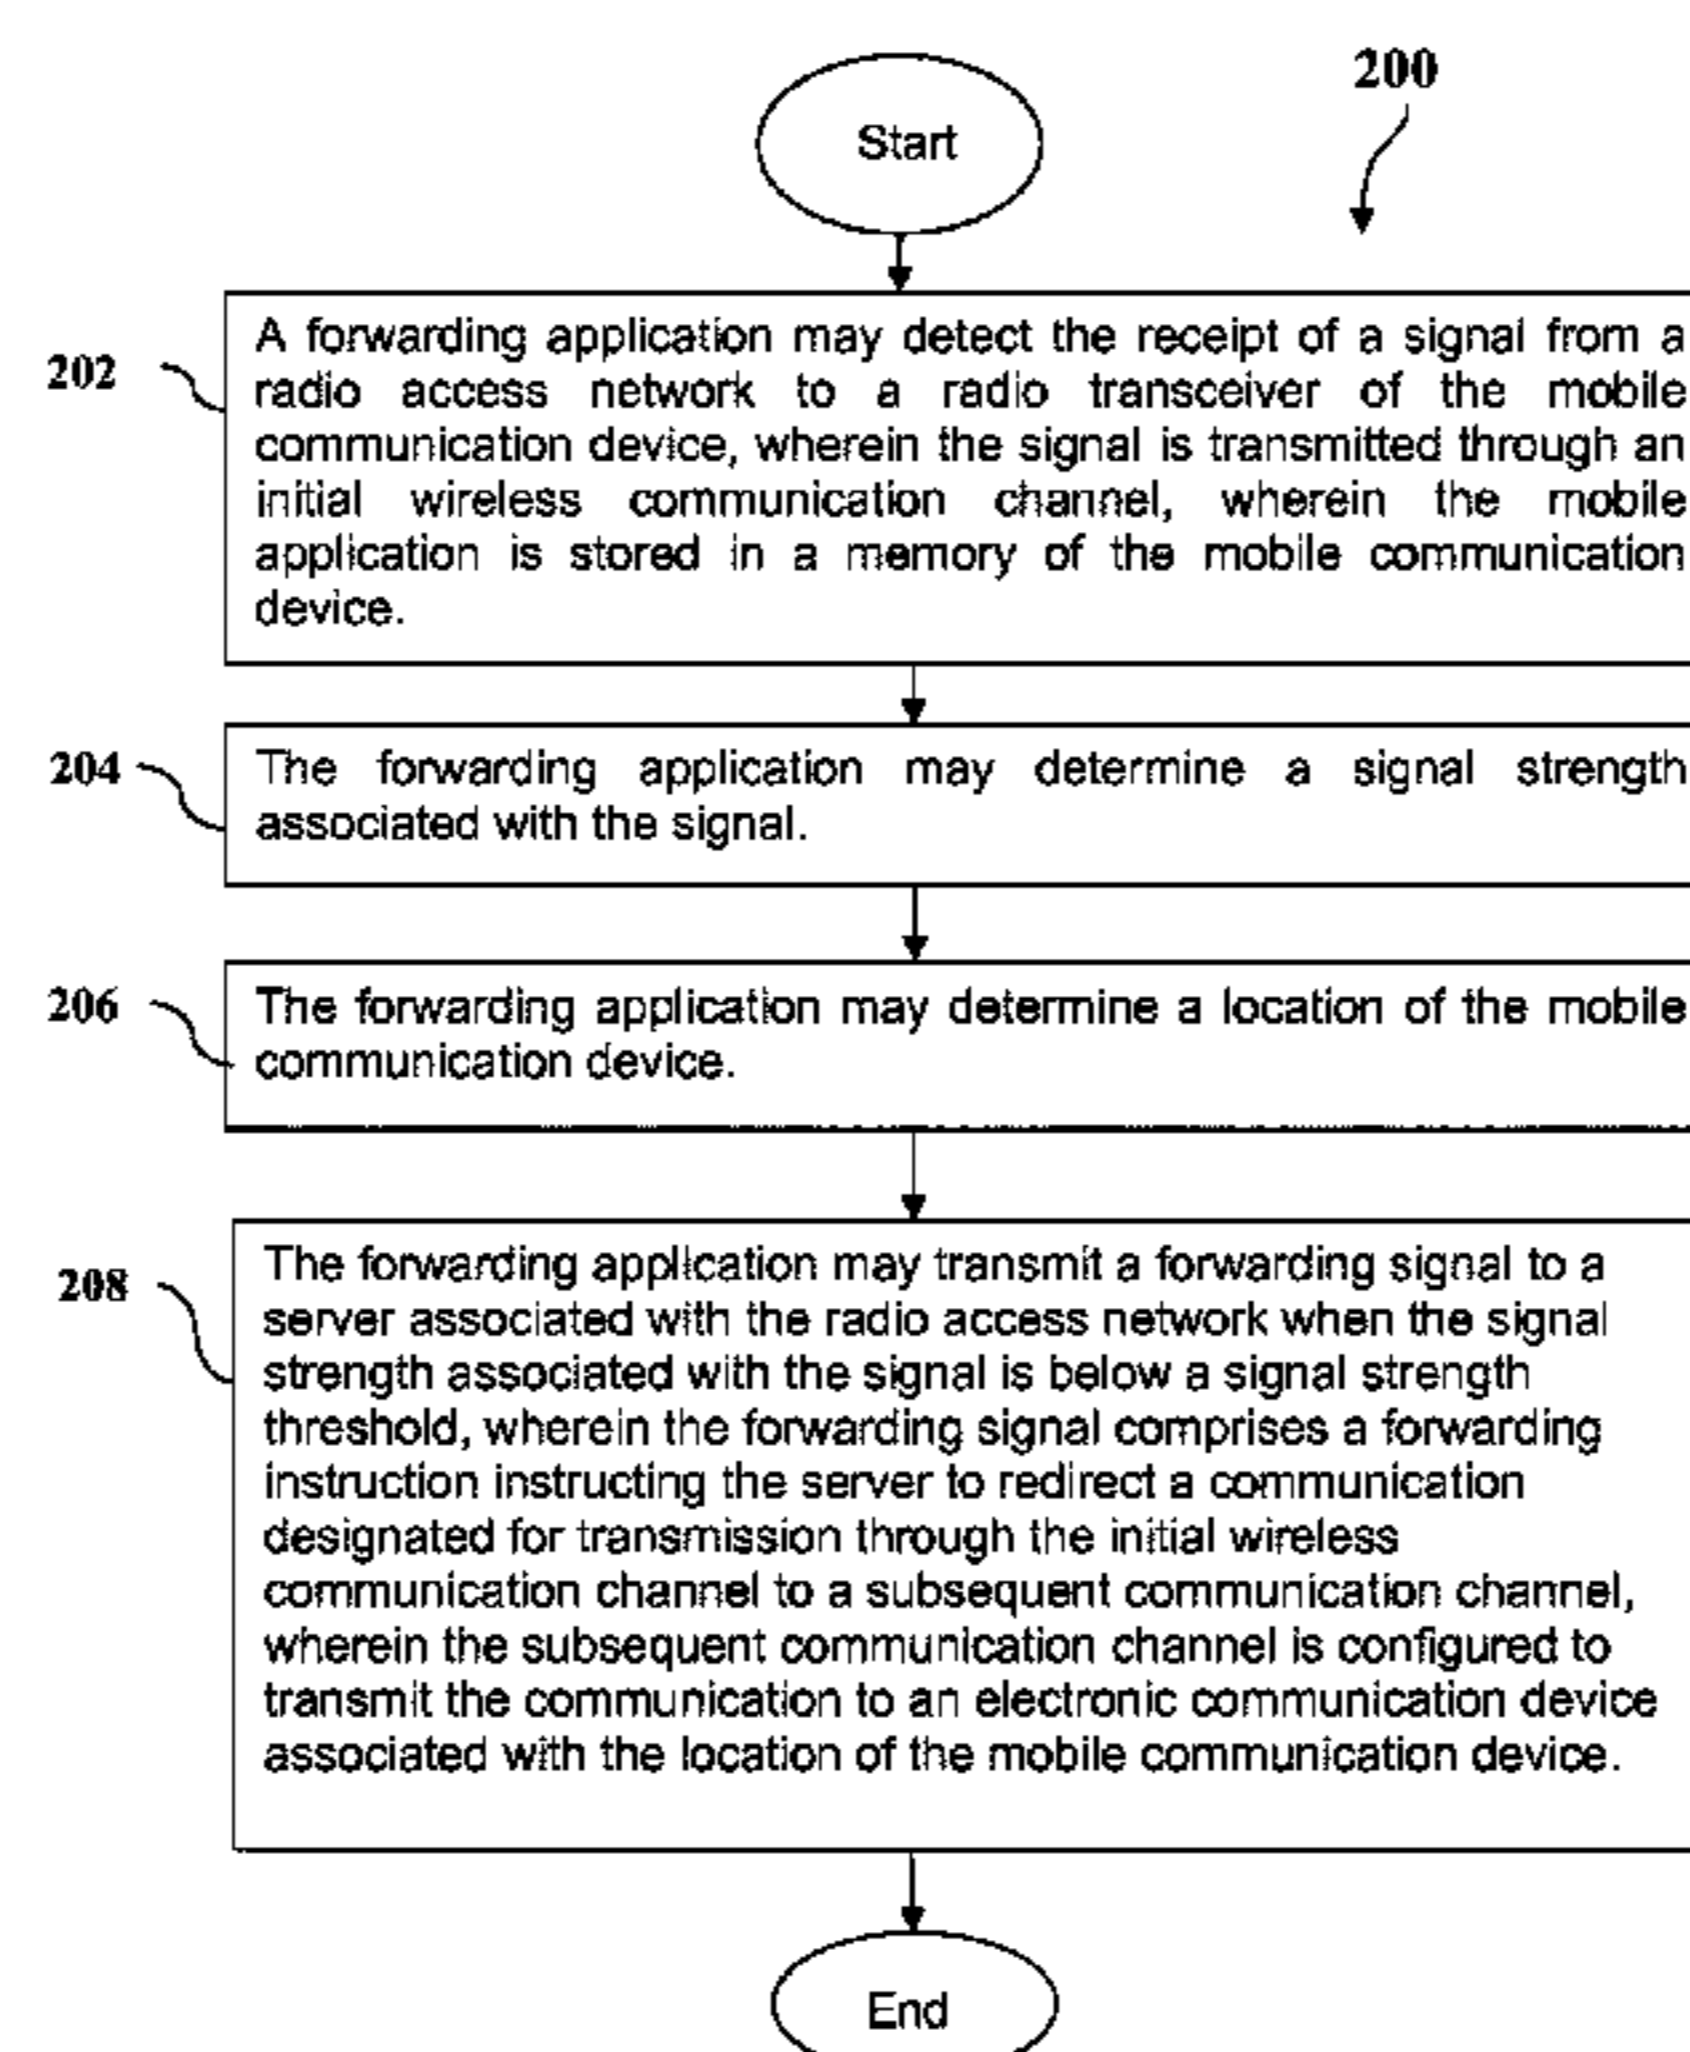 200
Start
202
A forwarding application may detect the receipt of a signal from a
radio access network to a radio transceiver of the mobile
communication device, wherein the signal is transmitted through an
initial wireless communication channel, wherein the mobile
application is stored in a memory of the mobile communication
device.
204
The forwarding application may determine a signal strength
associated with the signal.
206
The forwarding application may determine a location of the mobile
communication device.
208
The forwarding application may transmit a forwarding signal to a
server associated with the radio access network when the signal
strength associated with the signal is below a signal strength
threshold, wherein the forwarding signal comprises a forwarding
instruction instructing the server to redirect a communication
designated for transmission through the initial wireless
communication channel to a subsequent communication channel,
wherein the subsequent communication channel is configured to
transmit the communication to an electronic communication device
associated with the location of the mobile communication device.
End